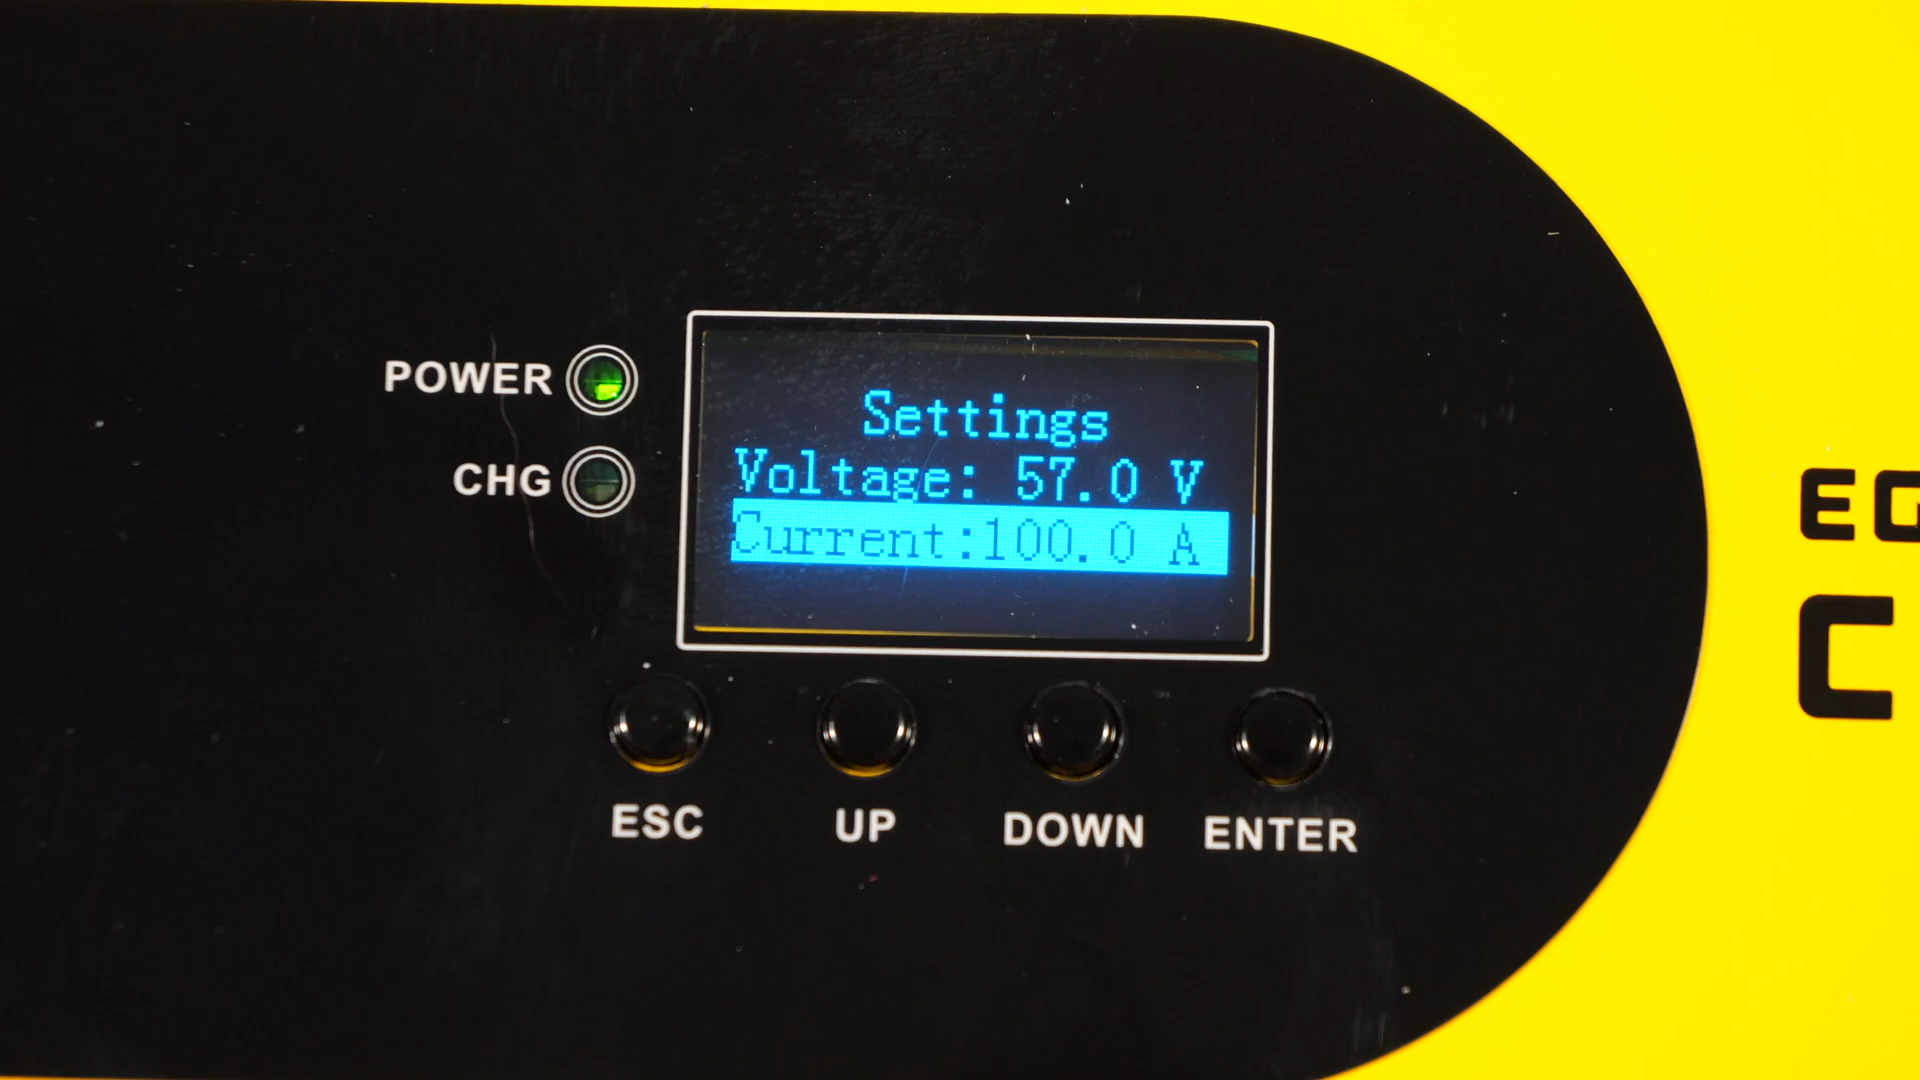 POWER
CHG
Settings
Voltage: 57.0 V
Current:100.0 A
ESC
UP
DOWN
ENTER